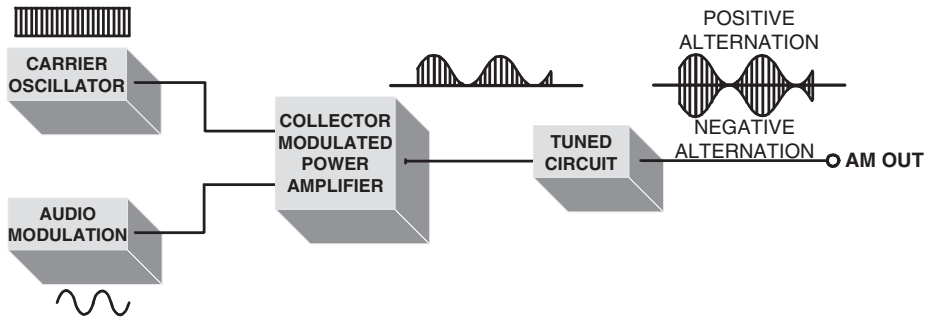 CARRIER
OSCILLATOR
AUDIO
MODULATION
COLLECTOR
MODULATED
POWER
AMPLIFIER
TUNED
CIRCUIT
POSITIVE
ALTERNATION
NEGATIVE
ALTERNATION
AM OUT